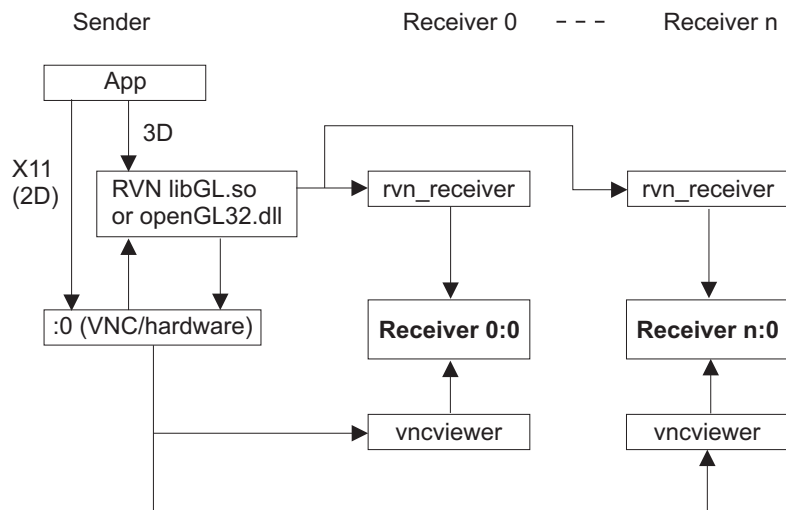 Sender
Receiver 0
Receiver n
App
3D
X11
(2D)
RVN libGL.so
or openGL32.dll
rvn_receiver
rvn_receiver
:0 (VNC/hardware)
Receiver 0:0
Receiver n:0
vncviewer
vncviewer